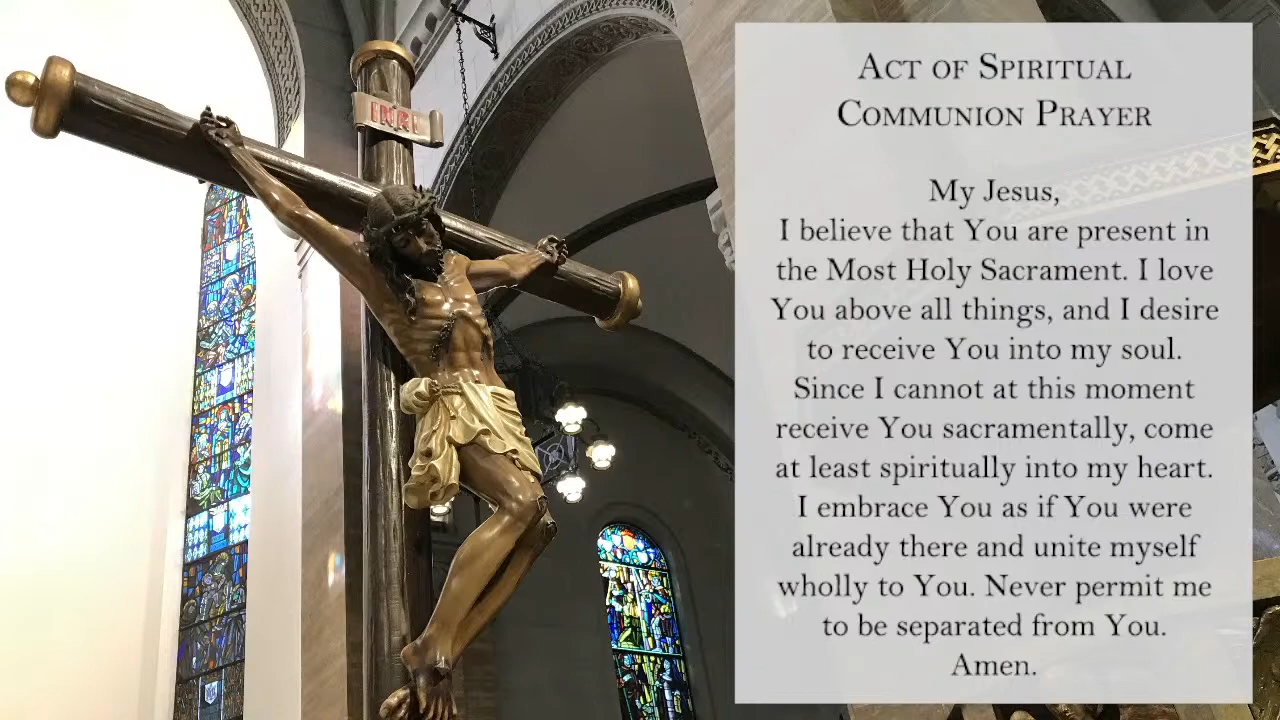 INRI
ACT OF SPIRITUAL
COMMUNION PRAYER
My Jesus,
I believe that You are present in
the Most Holy Sacrament. I love
You above all things, and I desire
to receive You into my soul.
Since I cannot at this moment
receive You sacramentally, come
at least spiritually into my heart.
I embrace You as if You were
already there and unite myself
wholly to You. Never permit me
to be separated from You.
Amen.